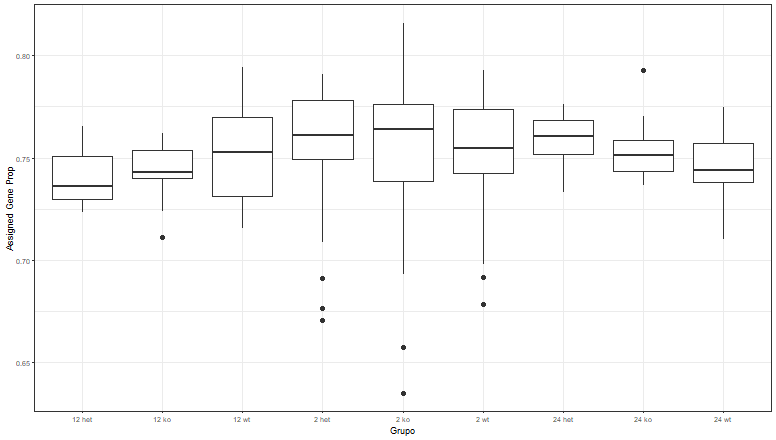 Assigned Gene Prop
0.80
0.75
0.70
0.65
12 het 12 ko 12 wt 2 het 2 ko 2 wt 24 het 24 ko 24 wt
Grupo